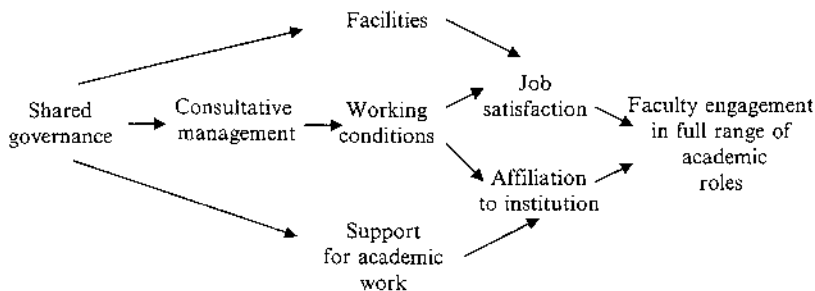 Facilities
Shared
governance
Consultative
management
Working
conditions
Job
satisfaction
Affiliation
to institution
Faculty engagement
in full range of
academic
roles
Support
for academic
work